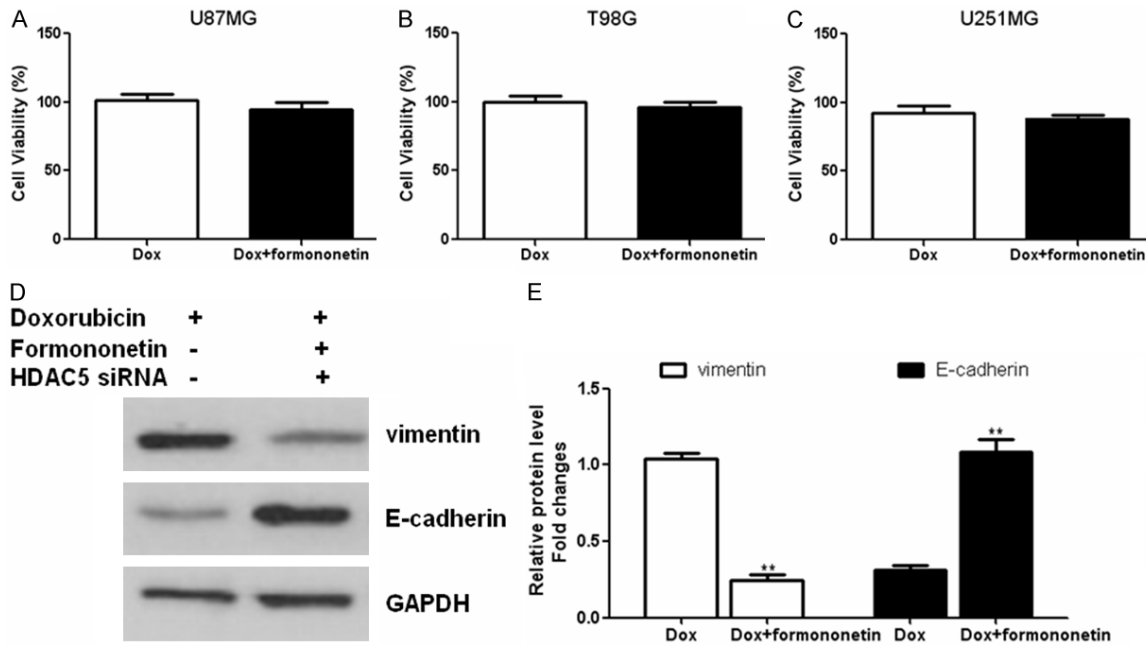 A
U87MG
Cell Viability (%)
150
100
50
0
Dox
Dox+formononetin
B
T98G
Cell Viability (%)
150
100
50
0
Dox
Dox+formononetin
C
U251MG
Cell Viability (%)
150
100
50
0
Dox
Dox+formononetin
D
Doxorubicin + +
Formononetin - +
HDAC5 siRNA - +
vimentin
E-cadherin
GAPDH
E
vimentin
E-cadherin
Relative protein level
Fold changes
1.5
1.0
0.5
0.0
**
**
Dox
Dox+formononetin
Dox
Dox+formononetin